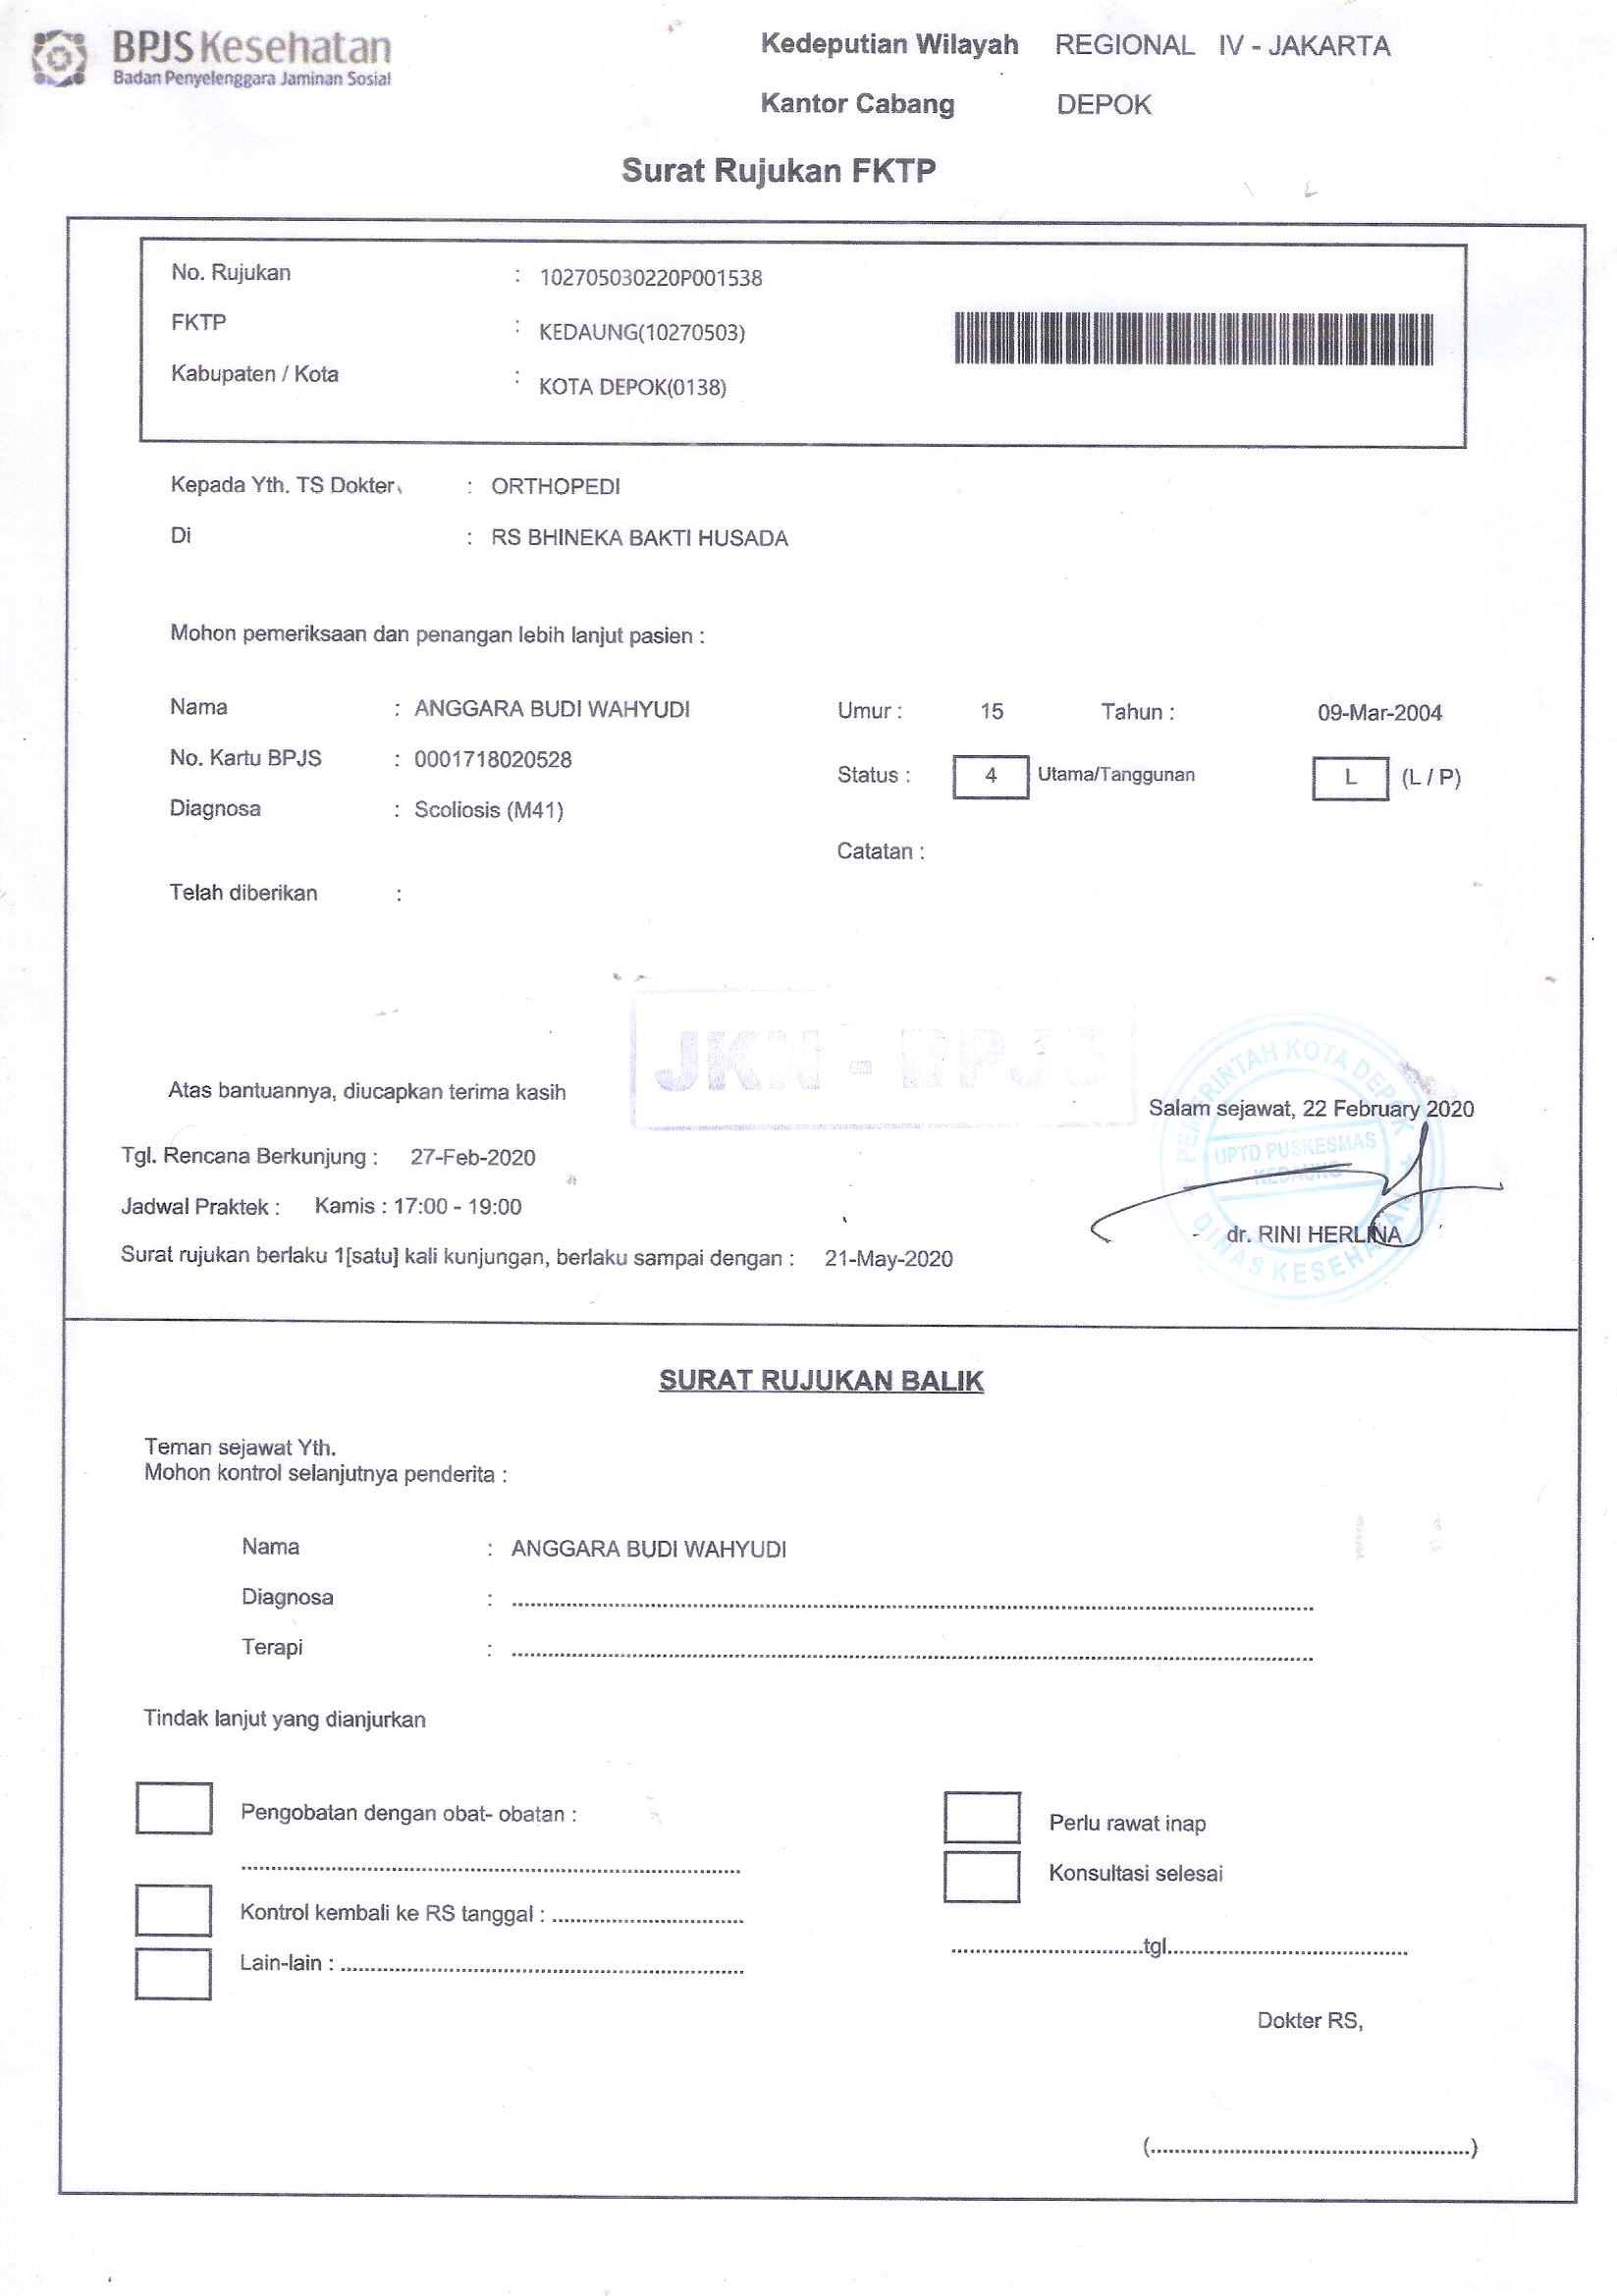 BPJS Kesehatan
Badan Penyelenggara Jaminan Sosial
Kedeputian Wilayah REGIONAL IV - JAKARTA
Kantor Cabang DEPOK
Surat Rujukan FKTP
No. Rujukan : 102705030220P001538
FKTP : KEDAUNG(10270503)
Kabupaten / Kota : KOTA DEPOK(0138)
Kepada Yth. TS Dokter : ORTHOPEDI
Di : RS BHINEKA BAKTI HUSADA
Mohon pemeriksaan dan penangan lebih lanjut pasien :
Nama : ANGGARA BUDI WAHYUDI Umur : 15 Tahun : 09-Mar-2004
No. Kartu BPJS : 0001718020528 Status : 4 Utama/Tanggunan L (L / P)
Diagnosa : Scoliosis (M41)
Catatan :
Telah diberikan :
JKN - BPJS
Atas bantuannya, diucapkan terima kasih
PEMERINTAH KOTA DEPOK
Salam sejawat, 22 February 2020
UPTD PUSKESMAS
KEDAUNG
Tgl. Rencana Berkunjung : 27-Feb-2020
Jadwal Praktek : Kamis : 17:00 - 19:00
dr. RINI HERLINA
DINAS KESEHATAN
Surat rujukan berlaku 1[satu] kali kunjungan, berlaku sampai dengan : 21-May-2020
SURAT RUJUKAN BALIK
Teman sejawat Yth.
Mohon kontrol selanjutnya penderita :
Nama : ANGGARA BUDI WAHYUDI
Diagnosa : ....................
Terapi : ....................
Tindak lanjut yang dianjurkan
Pengobatan dengan obat- obatan :
....................
Perlu rawat inap
Konsultasi selesai
Kontrol kembali ke RS tanggal : ....................
Lain-lain : ....................
....................tgl....................
Dokter RS,
(....................)